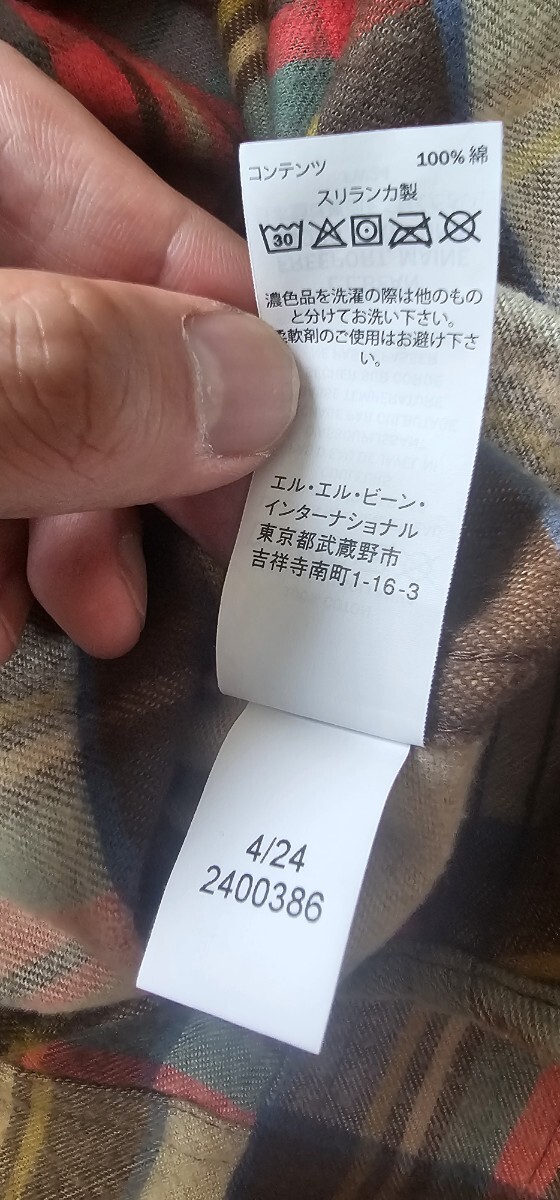 コンテンツ 100% 綿
スリランカ製
30
濃色品を洗濯の際は他のもの
と分けてお洗い下さい。
柔軟剤のご使用はお避け下さ
い。
エル・エル・ビーン・
インターナショナル
東京都武蔵野市
吉祥寺南町1-16-3
4/24
2400386